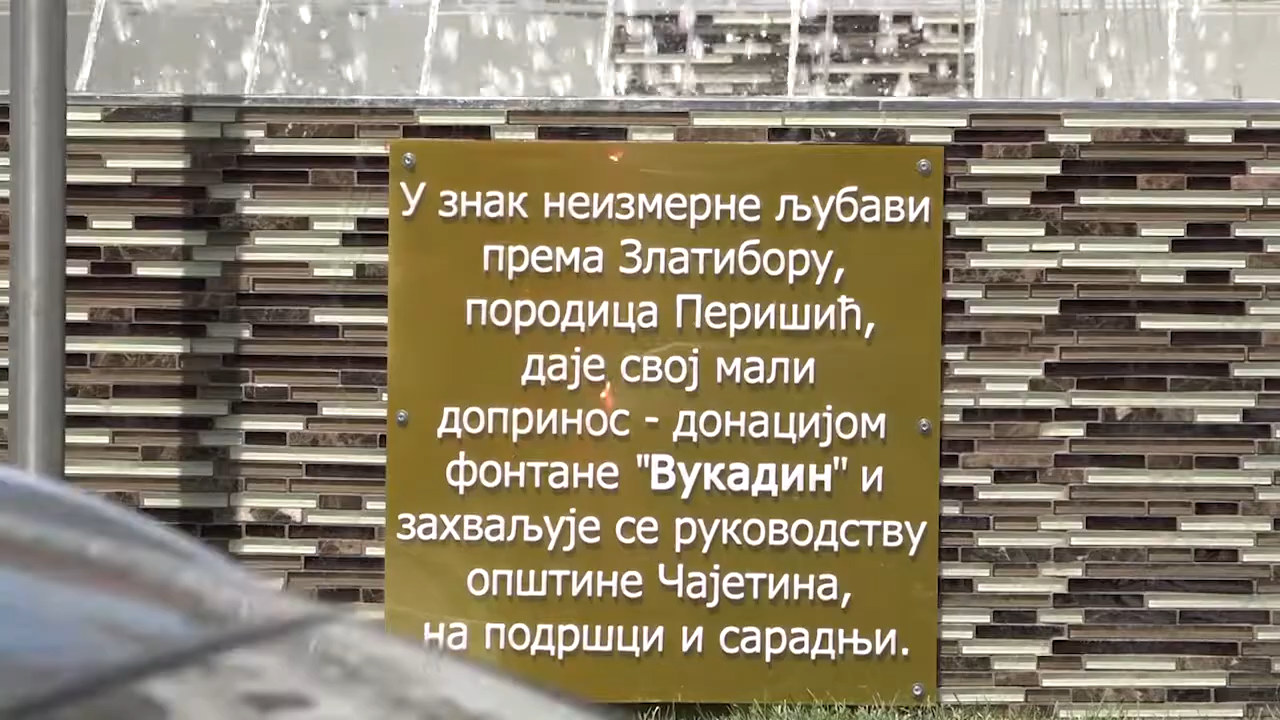 У знак неизмерне љубави
према Златибору,
породица Перишић,
даје свој мали
допринос - донацијом
фонтане "Вукадин" и
захваљује се руководству
општине Чајетина,
на подршци и сарадњи.